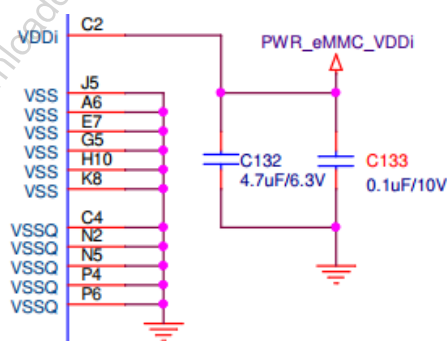 VDDi C2
PWR_eMMC_VDDi
VSS J5
VSS A6
VSS E7
VSS G5
VSS H10
VSS K8
C132
4.7uF/6.3V
C133
0.1uF/10V
VSSQ C4
VSSQ N2
VSSQ N5
VSSQ P4
VSSQ P6